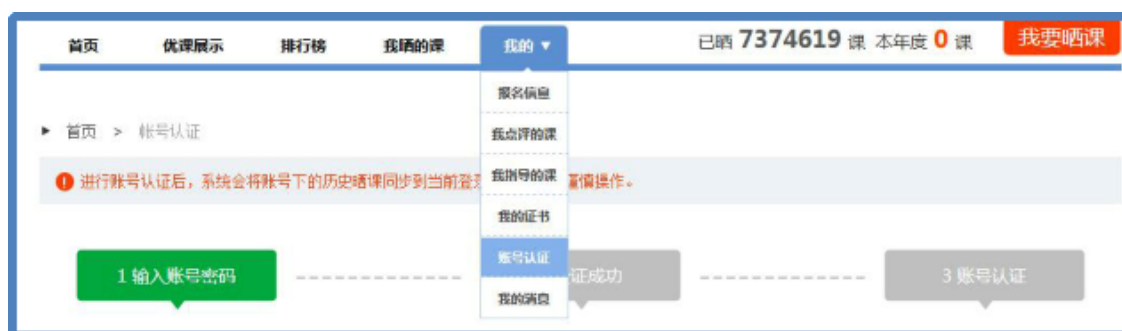 首页 优课展示 排行榜 我晒的课 我的 ▼ 已晒 7374619 课 本年度 0 课 我要晒课
报名信息
▶ 首页 > 帐号认证
我点评的课
进行账号认证后，系统会将账号下的历史晒课同步到当前登 谨慎操作。
我指导的课
我的证书
账号认证
1 输入账号密码 证成功 3 账号认证
我的消息